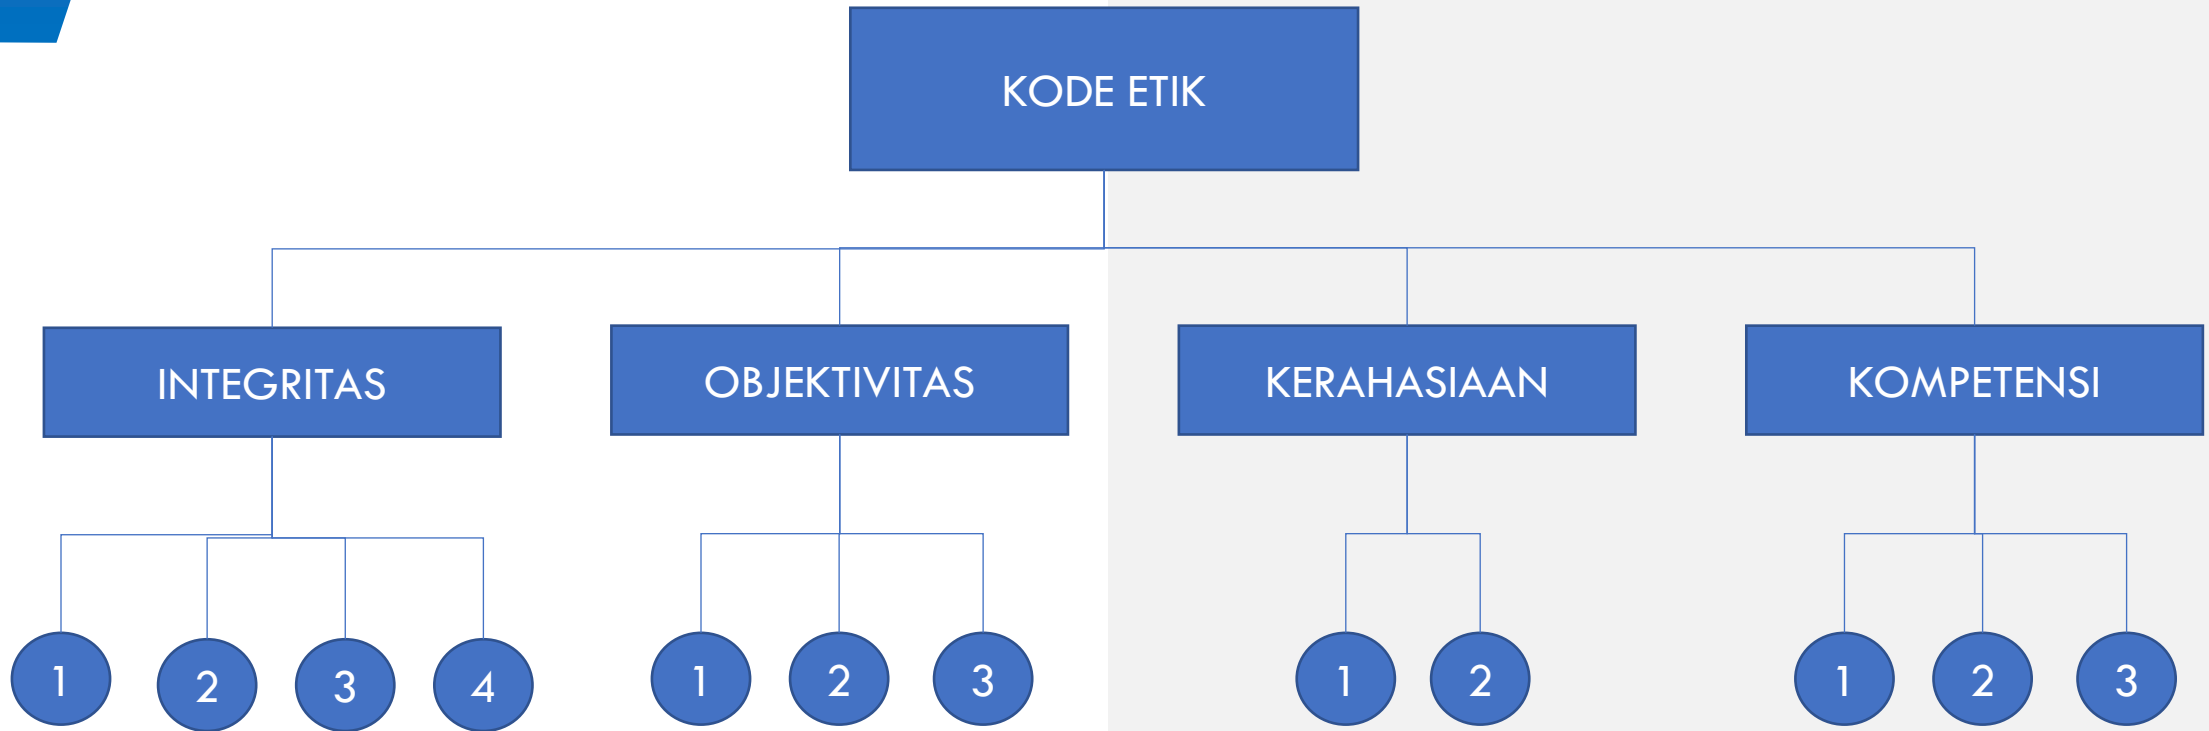 KODE ETIK
INTEGRITAS
OBJEKTIVITAS
KERAHASIAAN
KOMPETENSI
1
2
3
4
1
2
3
1
2
1
2
3